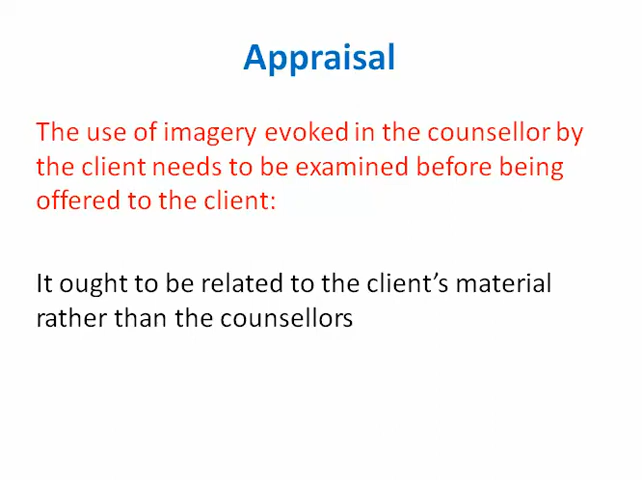 Appraisal
The use of imagery evoked in the counsellor by
the client needs to be examined before being
offered to the client:
It ought to be related to the client’s material
rather than the counsellors